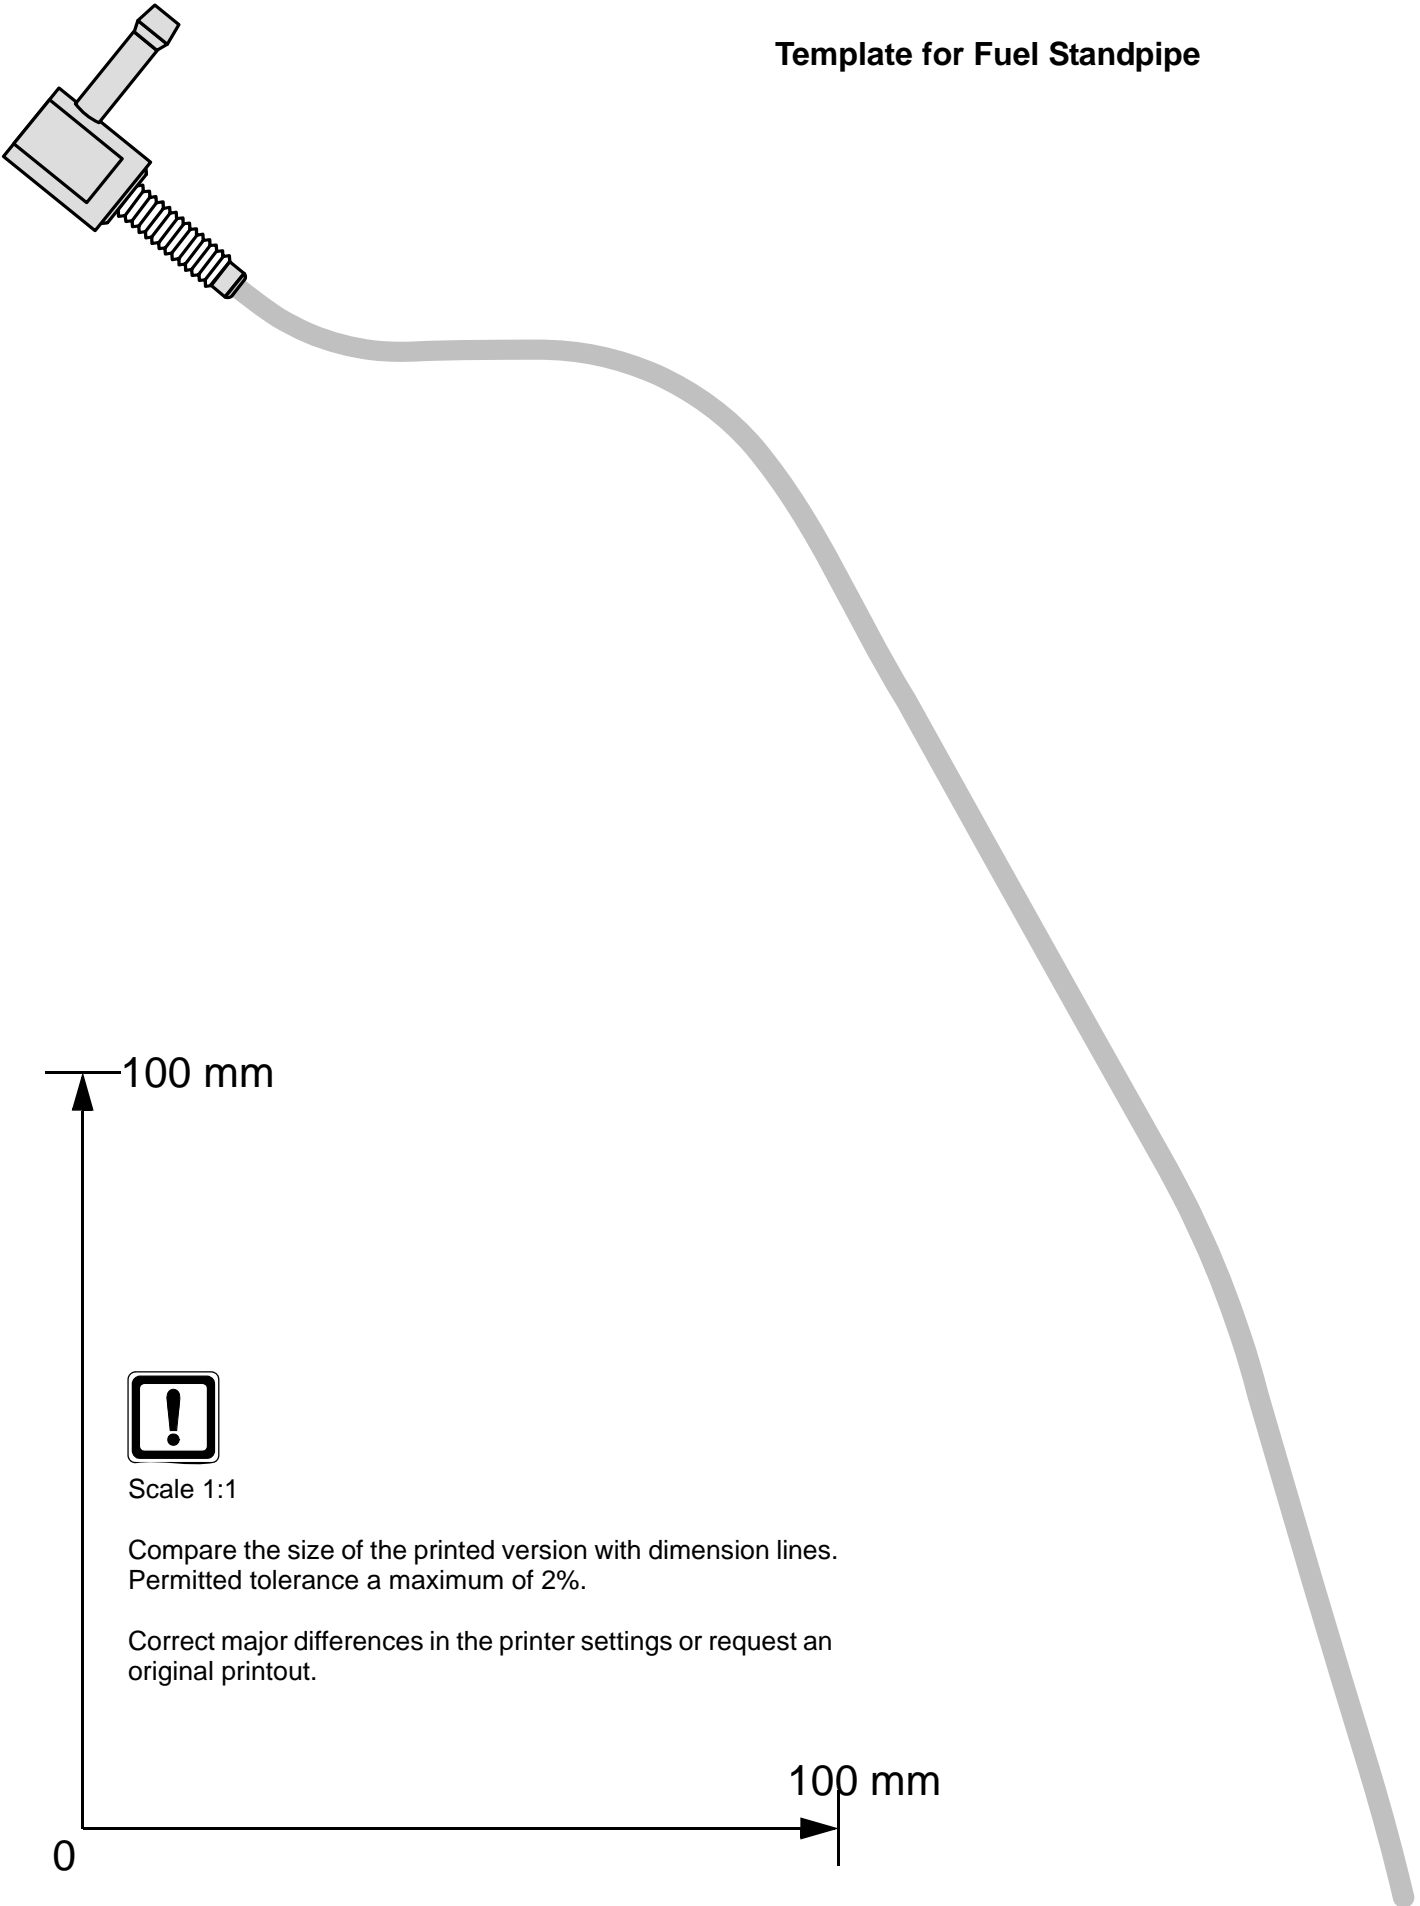 Template for Fuel Standpipe
100 mm
Scale 1:1
Compare the size of the printed version with dimension lines.
Permitted tolerance a maximum of 2%.
Correct major differences in the printer settings or request an
original printout.
100 mm
0